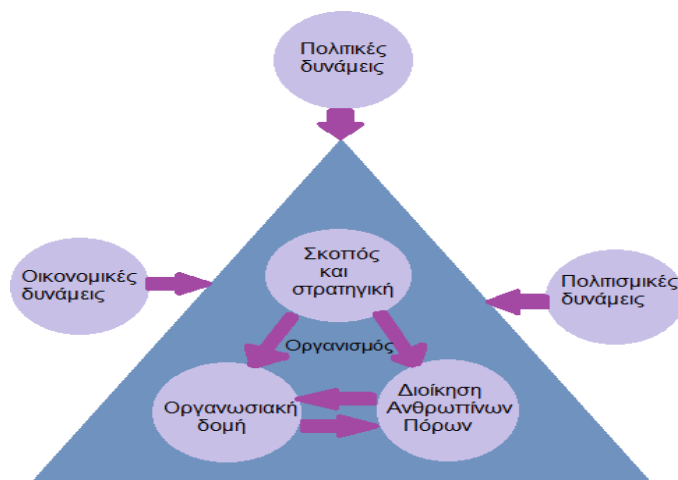 Πολιτικές
δυνάμεις
Σκοπός
και
στρατηγική
Οικονομικές
δυνάμεις
Πολιτισμικές
δυνάμεις
Οργανισμός
Οργανωσιακή
δομή
Διοίκηση
Ανθρωπίνων
Πόρων